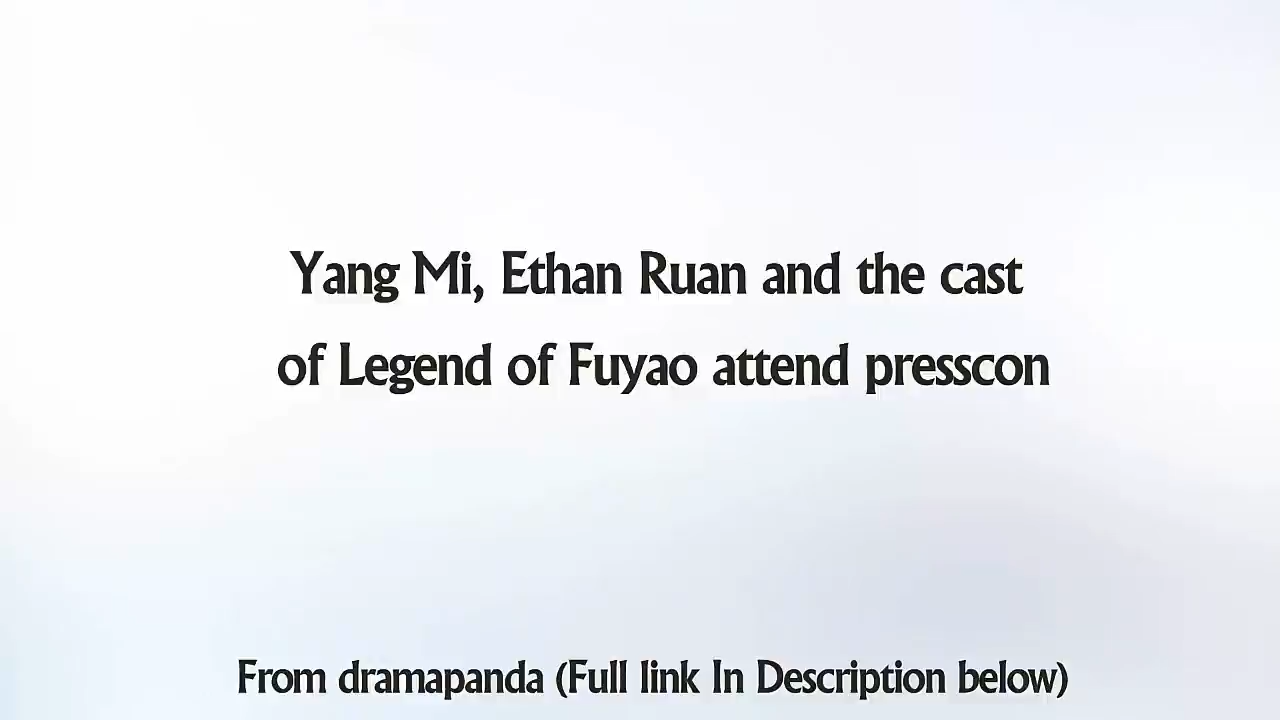 Yang Mi, Ethan Ruan and the cast
of Legend of Fuyao attend presscon
From dramapanda (Full link In Description below)